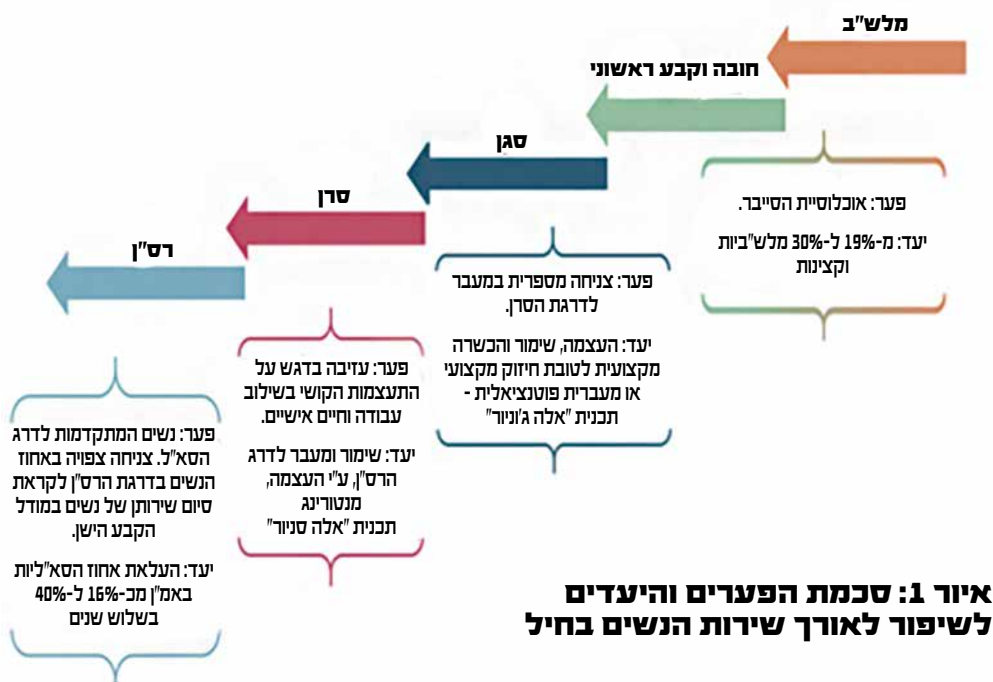 מלש"ב
חובה וקבע ראשוני
סגן
סרן
רס"ן
פער: אוכלוסיית הסייבר.
יעד: מ-19% ל-30% מלש"ביות
וקצינות
פער: צניחה מספרית במעבר
לדרגת הסרן.
יעד: העצמה, שימור והכשרה
מקצועית לטובת חיזוק מקצועי
או מעברית פוטנציאלית -
תכנית "אלה ג'וניור"
פער: עזיבה בדגש על
התעצמות הקושי בשילוב
עבודה וחיים אישיים.
יעד: שימור ומעבר לדרג
הרס"ן, ע"י העצמה,
מנטורינג
תכנית "אלה סניור"
פער: נשים המתקדמות לדרג
הסא"ל. צניחה צפויה באחוז
הנשים בדרגת הרס"ן לקראת
סיום שירותן של נשים במודל
הקבע הישן.
יעד: העלאת אחוז הסא"ליות
באמ"ן מכ-16% ל-40%
בשלוש שנים
איור 1: סכמת הפערים והיעדים
לשיפור לאורך שירות הנשים בחיל